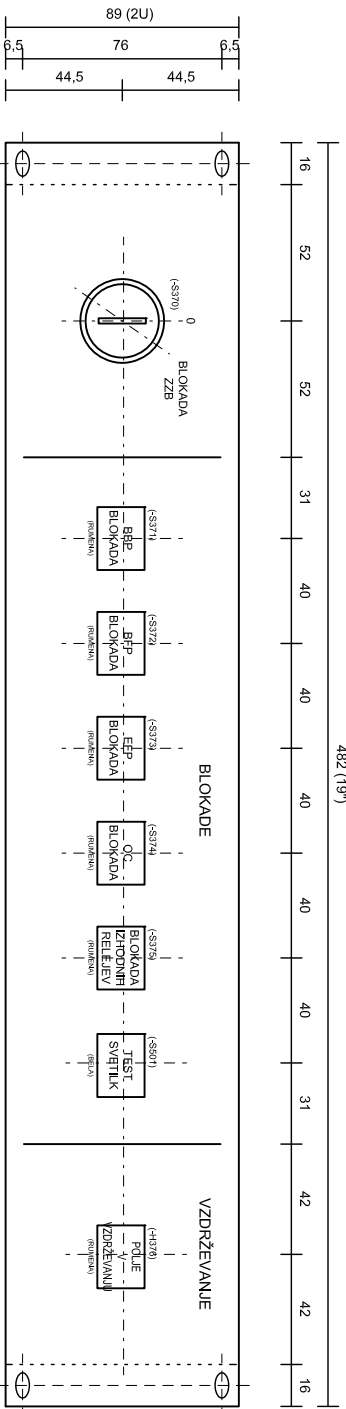 89 (2U)
6,5
76
6,5
44,5
44,5
482 (19")
16
52
52
31
40
40
40
40
40
31
42
42
16
(-S370)
0
BLOKADA
ZZB
BLOKADE
(-S371)
BBP
BLOKADA
(RUMENA)
(-S372)
BFP
BLOKADA
(RUMENA)
(-S373)
EFP
BLOKADA
(RUMENA)
(-S374)
OC
BLOKADA
(RUMENA)
(-S375)
BLOKADA
IZHODNIH
RELEJEV
(RUMENA)
(-S501)
TEST
SVETILK
(BELA)
VZDRŽEVANJE
(-H376)
POLJE
V
VZDRŽEVANJU
(RUMENA)